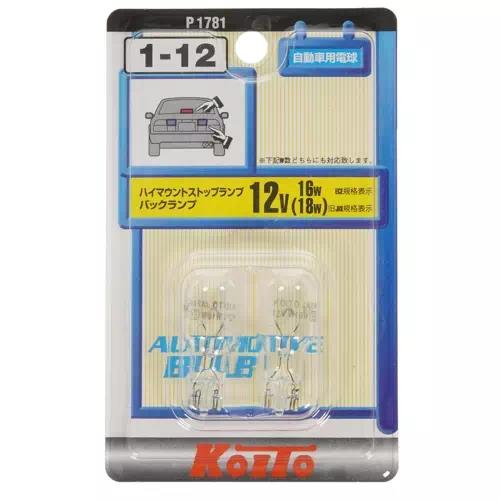 P 1781
1-12
自動車用電球
※下記W数どちらにも対応致します。
ハイマウントストップランプ
バックランプ
12V
16W
(18W)
規格表示
旧JIS規格表示
AUTOMOTIVE
BULB
KOITO